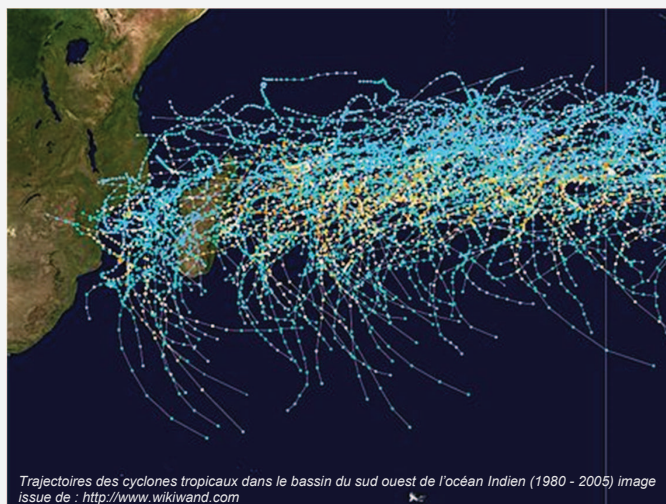 Trajectoires des cyclones tropicaux dans le bassin du sud ouest de l'océan Indien (1980 - 2005) image
issue de : http://www.wikiwand.com